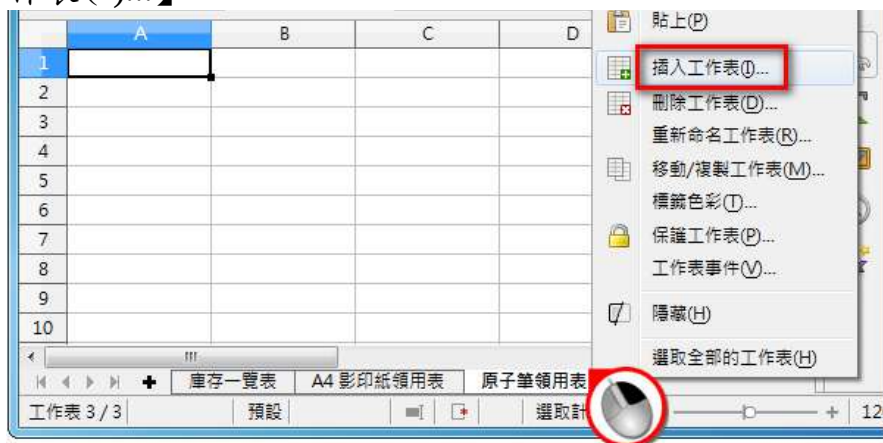 A B C D
1
2
3
4
5
6
7
8
9
10
貼上(P)
插入工作表(I)...
刪除工作表(D)...
重新命名工作表(R)...
移動/複製工作表(M)...
標籤色彩(T)...
保護工作表(P)...
工作表事件(V)...
隱藏(H)
選取全部的工作表(H)
庫存一覽表 A4 影印紙領用表 原子筆領用表
工作表 3 / 3 預設 選取計 12